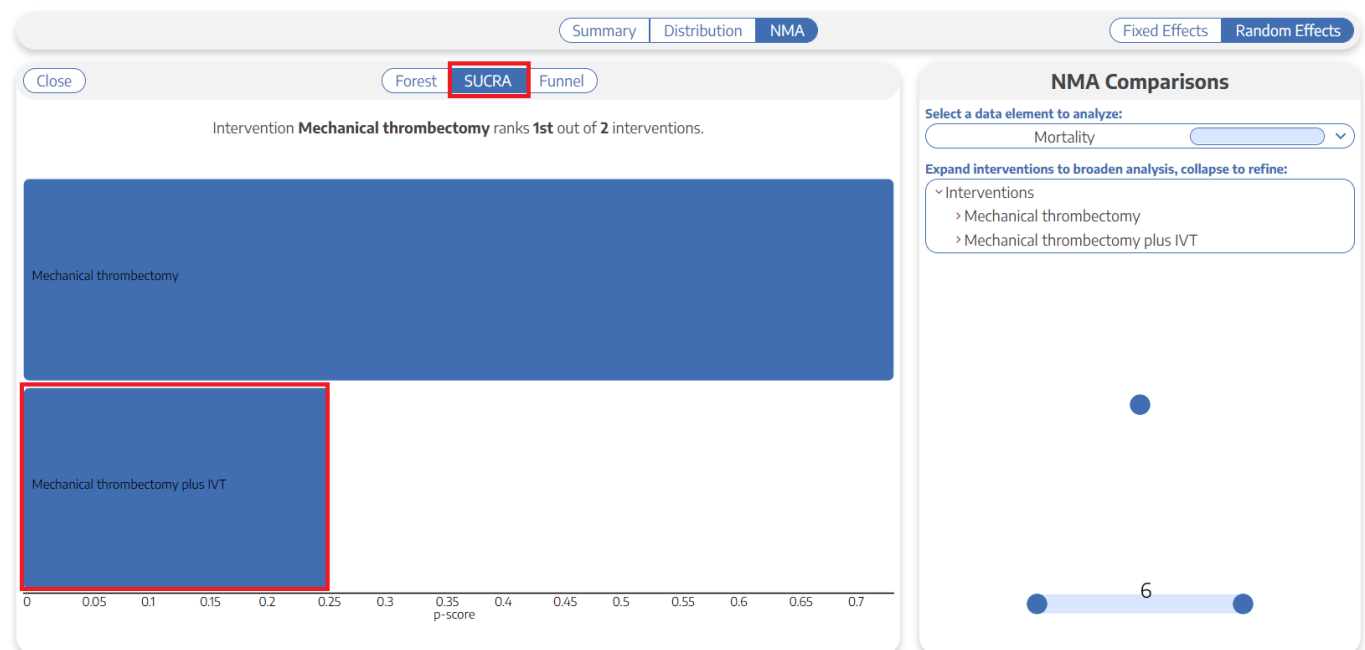 Summary Distribution NMA
Fixed Effects Random Effects
Close
Forest SUCRA Funnel
Intervention Mechanical thrombectomy ranks 1st out of 2 interventions.
Mechanical thrombectomy
Mechanical thrombectomy plus IVT
0 0.05 0.1 0.15 0.2 0.25 0.3 0.35 0.4 0.45 0.5 0.55 0.6 0.65 0.7
p-score
NMA Comparisons
Select a data element to analyze:
Mortality
Expand interventions to broaden analysis, collapse to refine:
Interventions
Mechanical thrombectomy
Mechanical thrombectomy plus IVT
6